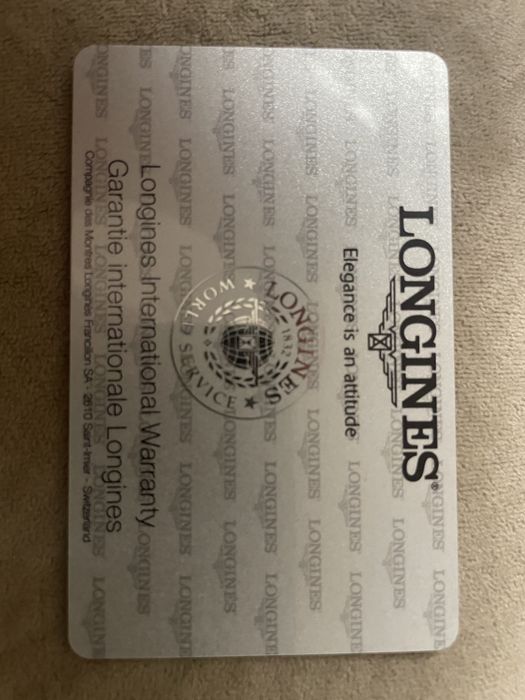 LONGINES®
Elegance is an attitude
LONGINES
1832
★ WORLD SERVICE ★
Longines International Warranty
Garantie internationale Longines
Compagnie des Montres Longines Francillon SA - 2610 Saint-Imier - Switzerland